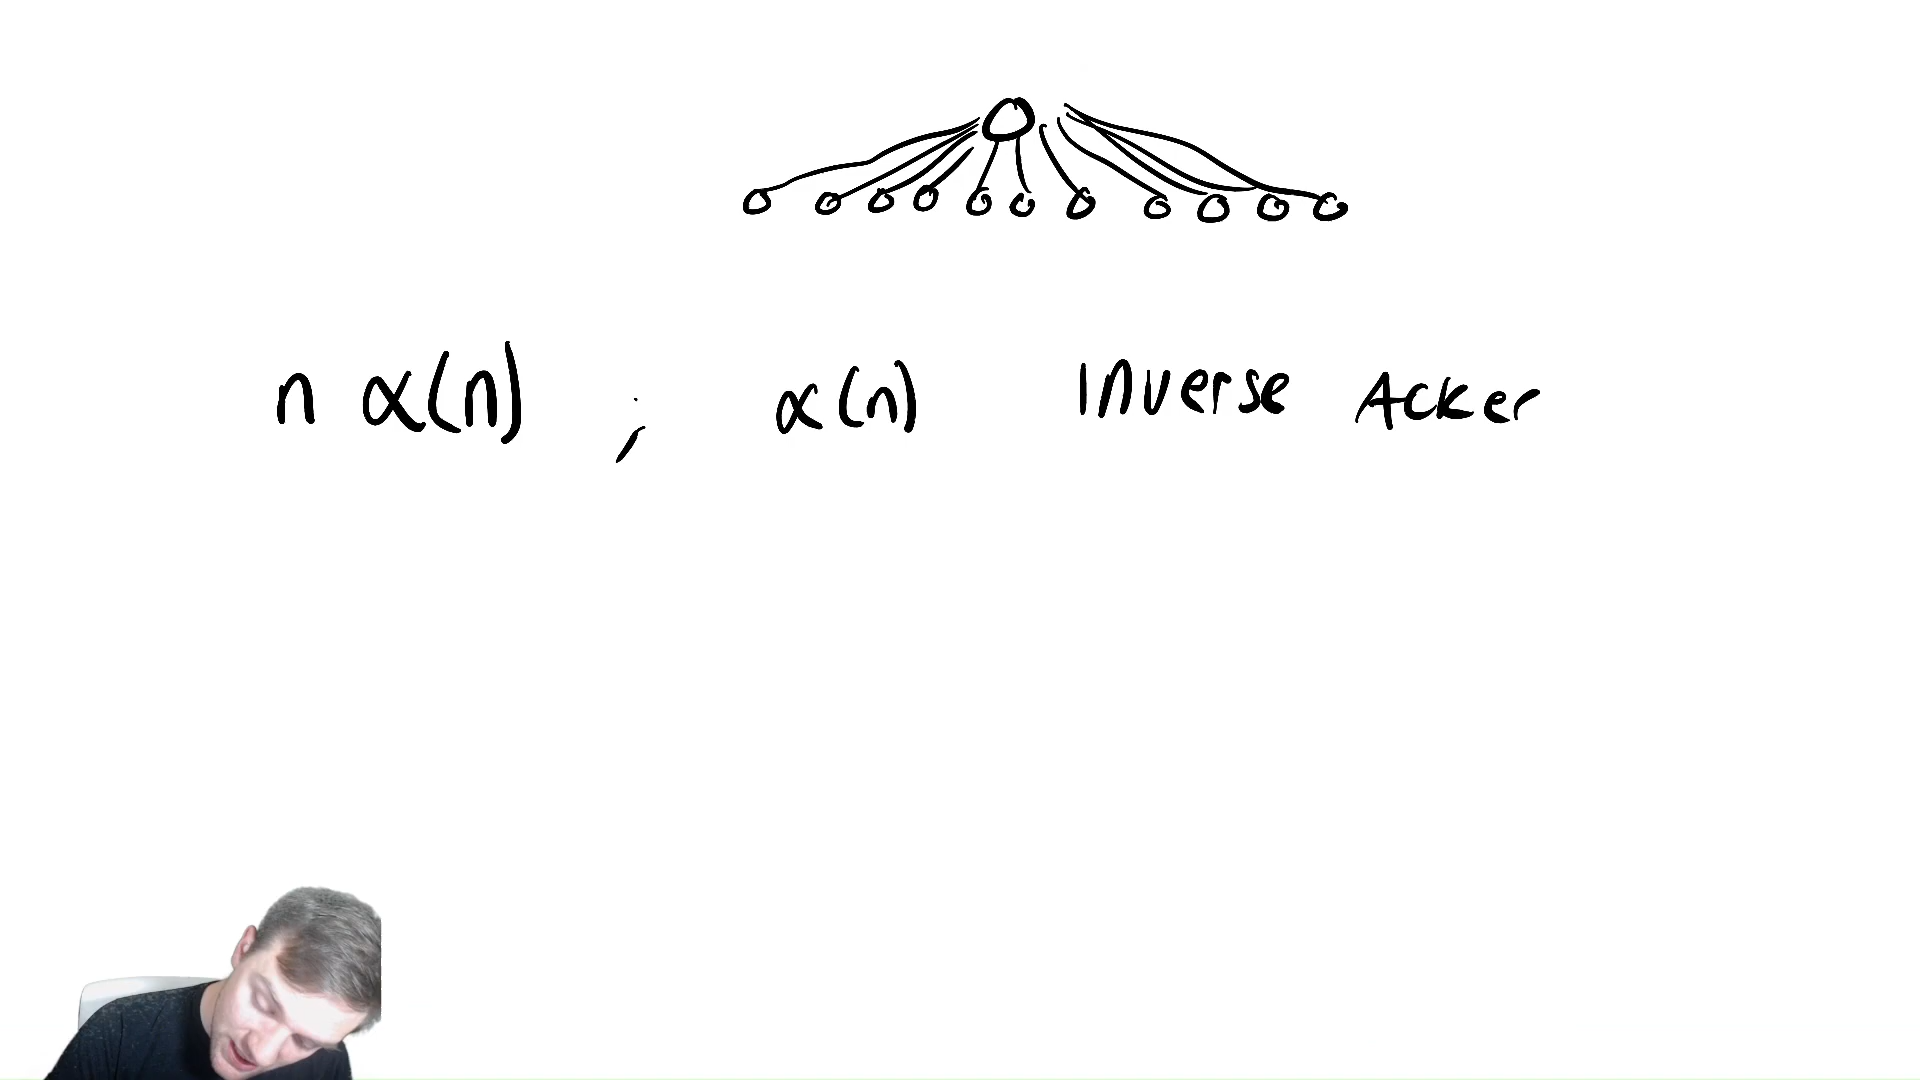 n α(n) ; α(n) Inverse Acker